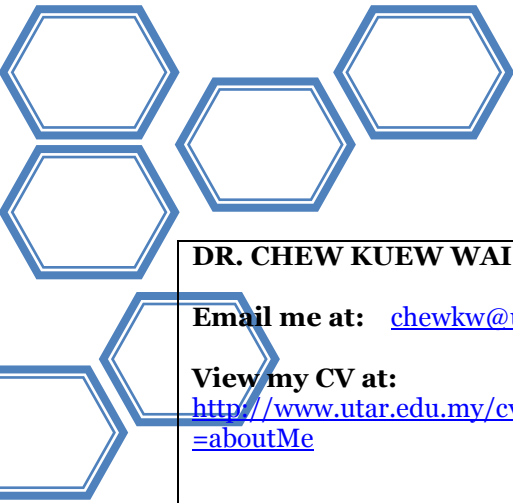 DR. CHEW KUEW WAI
Email me at: chewkw@
View my CV at:
http://www.utar.edu.my/cv
=aboutMe